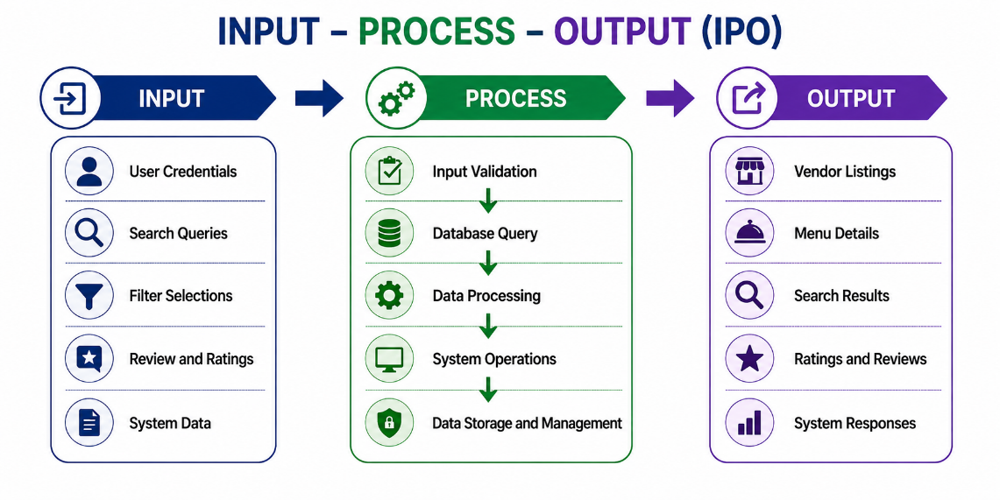 INPUT – PROCESS – OUTPUT (IPO)
INPUT
User Credentials
Search Queries
Filter Selections
Review and Ratings
System Data
PROCESS
Input Validation
Database Query
Data Processing
System Operations
Data Storage and Management
OUTPUT
Vendor Listings
Menu Details
Search Results
Ratings and Reviews
System Responses